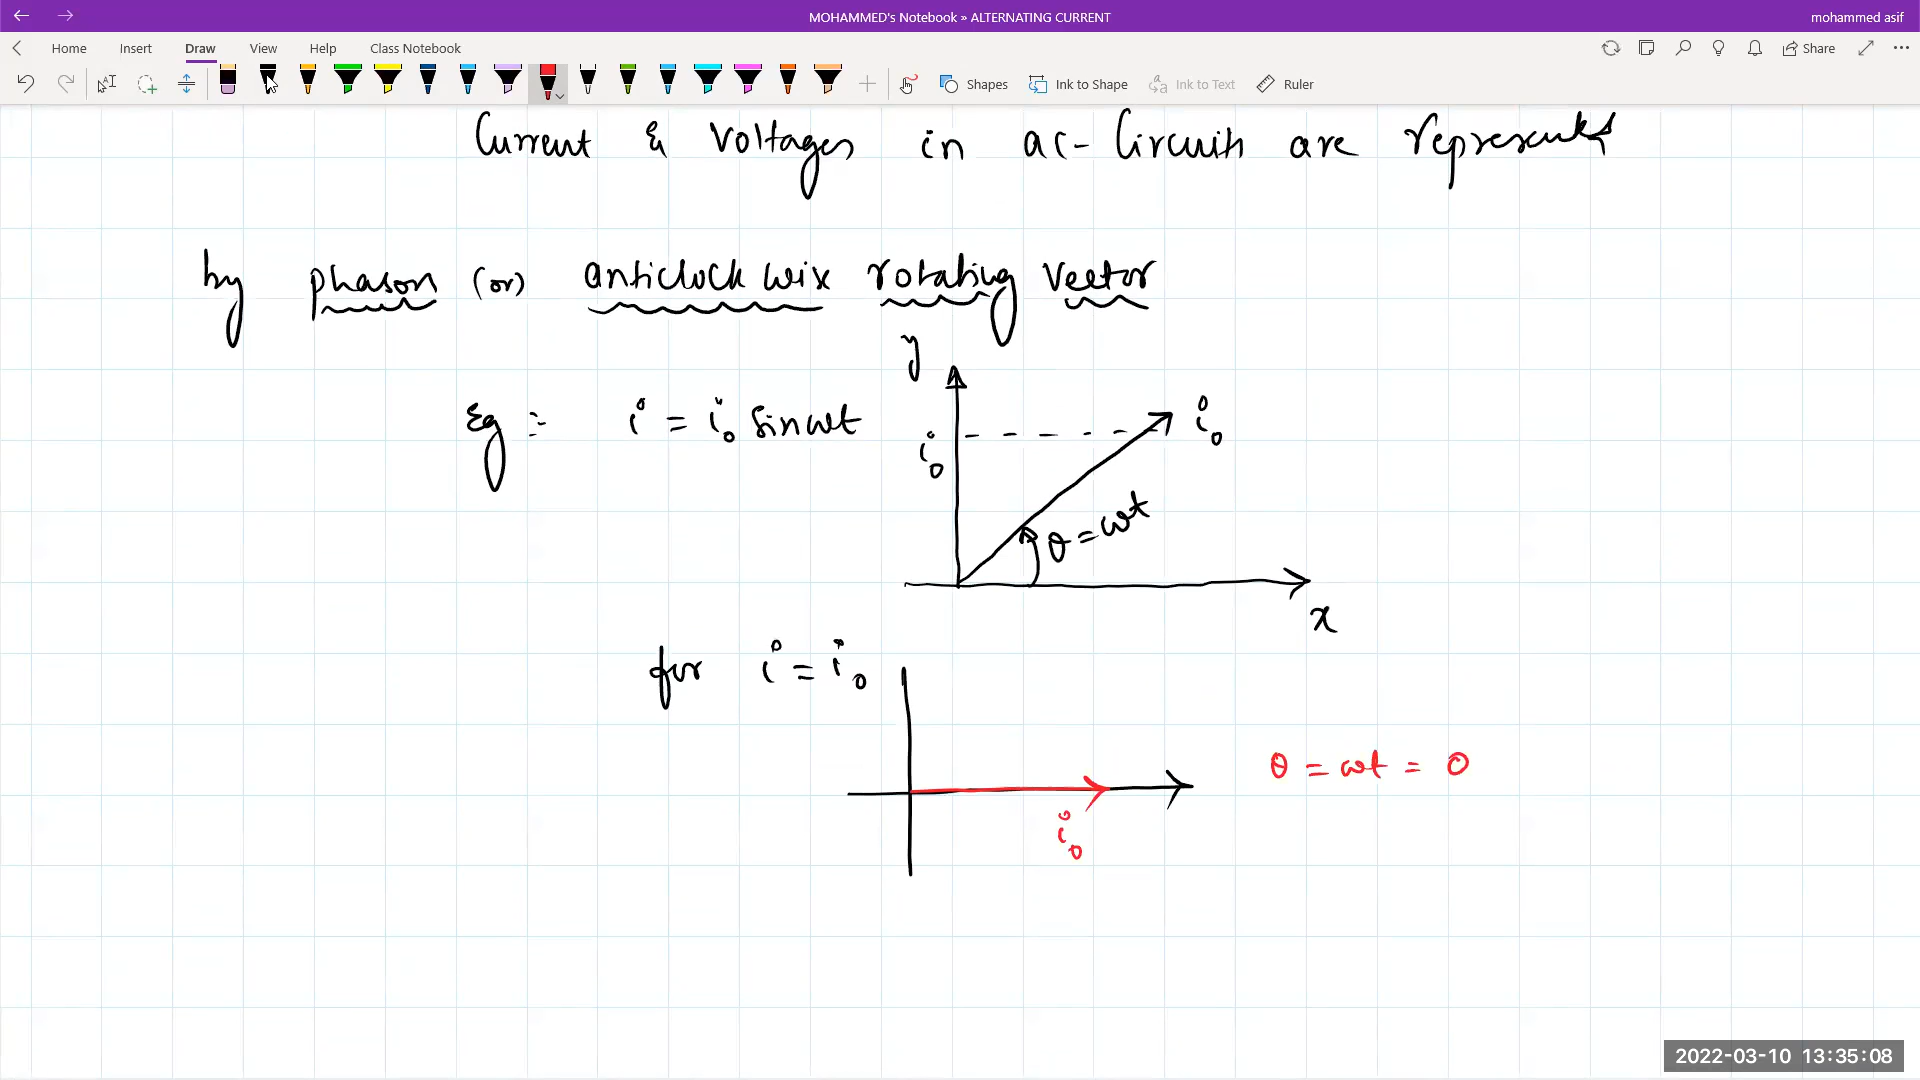 MOHAMMED's Notebook » ALTERNATING CURRENT
mohammed asif
Home Insert Draw View Help Class Notebook
Share
Shapes Ink to Shape Ink to Text Ruler
Current & Voltages in ac-Circuits are represented
by phasors (or) anticlock wise rotating vector
y
Eg :- i = i₀ sinωt
i₀
i₀
θ = ωt
x
for i = i₀
θ = ωt = 0
i₀
2022-03-10 13:35:08